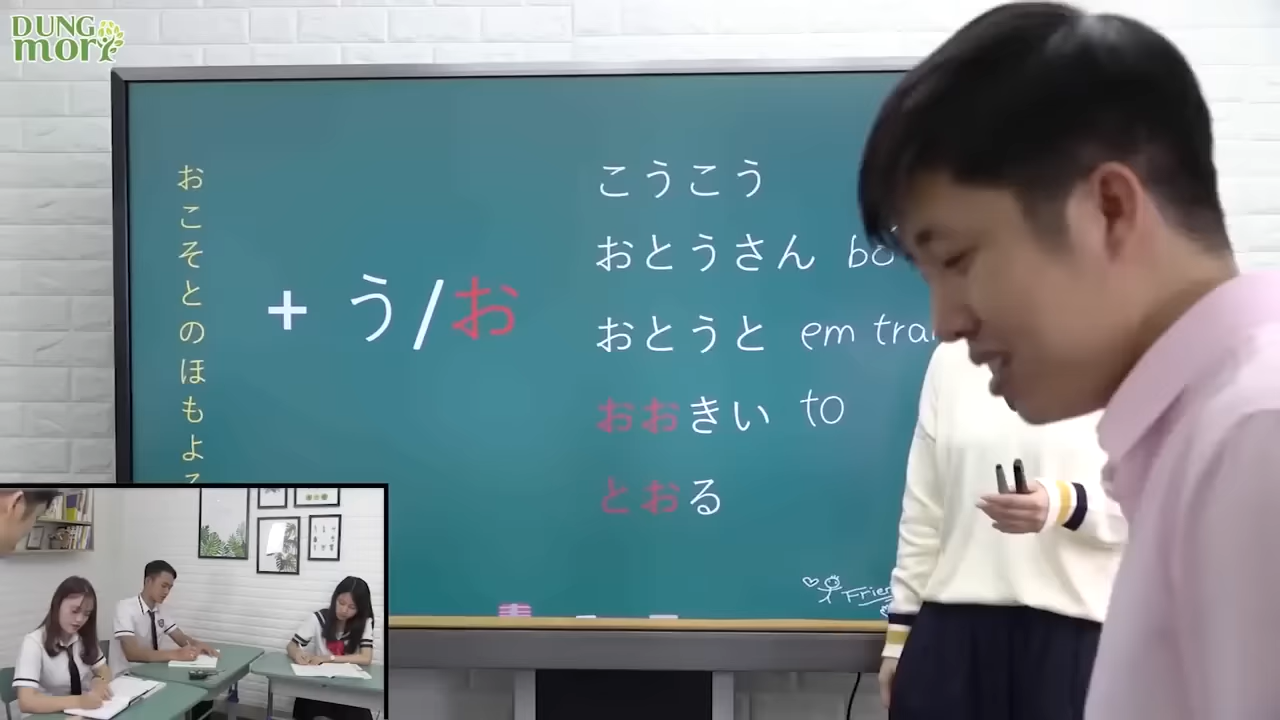 DUNG
mori
おこそとのほもよ
+ う/お
こうこう
おとうさん
おとうと em
おおきい to
とおる